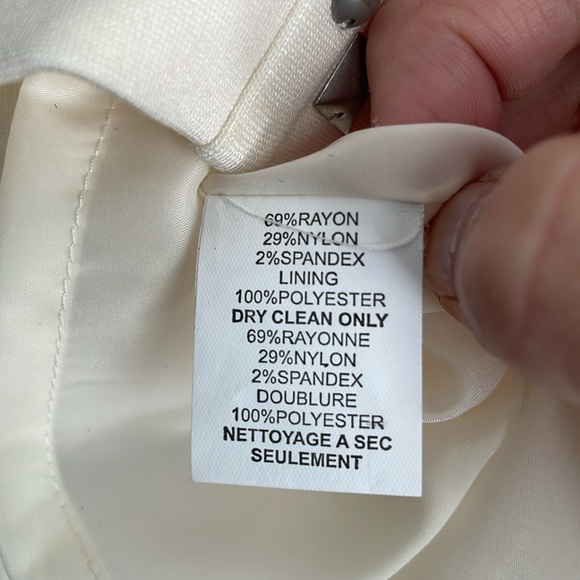 69%RAYON
29%NYLON
2%SPANDEX
LINING
100%POLYESTER
DRY CLEAN ONLY
69%RAYONNE
29%NYLON
2%SPANDEX
DOUBLURE
100%POLYESTER
NETTOYAGE A SEC
SEULEMENT